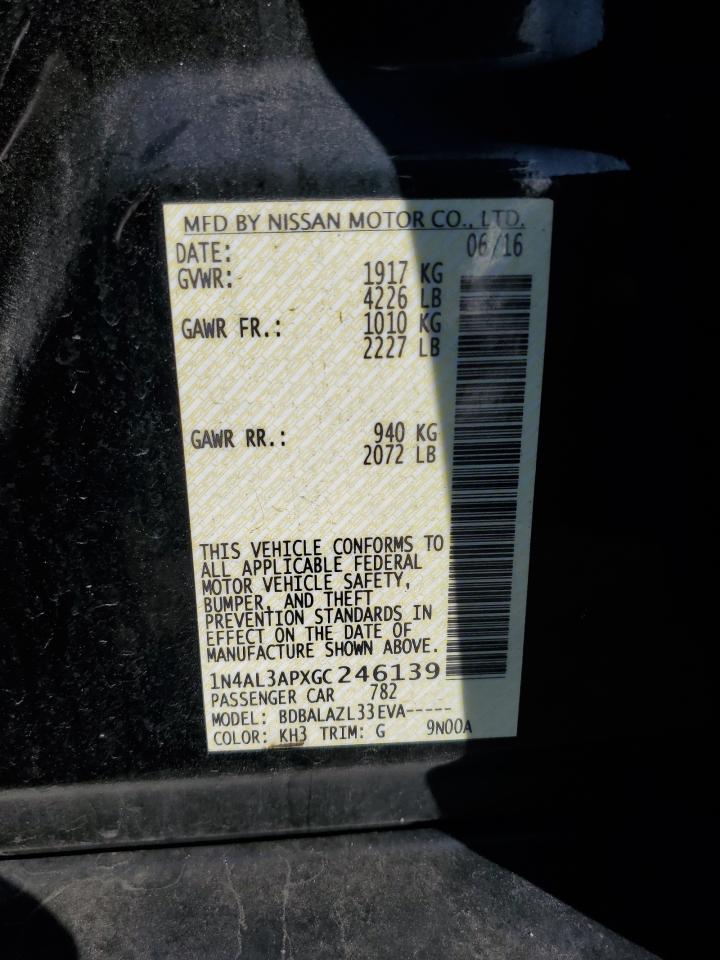 MFD BY NISSAN MOTOR CO., LTD.
DATE: 06/16
GVWR: 1917 KG
4226 LB
GAWR FR.: 1010 KG
2227 LB
GAWR RR.: 940 KG
2072 LB
THIS VEHICLE CONFORMS TO
ALL APPLICABLE FEDERAL
MOTOR VEHICLE SAFETY,
BUMPER, AND THEFT
PREVENTION STANDARDS IN
EFFECT ON THE DATE OF
MANUFACTURE SHOWN ABOVE.
1N4AL3APXGC246139
PASSENGER CAR 782
MODEL: BDBALAZL33EVA-----
COLOR: KH3 TRIM: G 9N00A